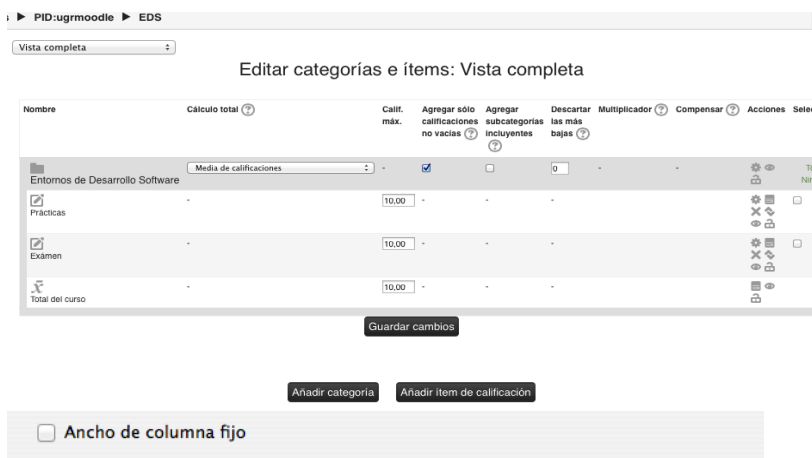 PID:ugrmoodle ▶ EDS
Vista completa
Editar categorías e ítems: Vista completa
Nombre Cálculo total Calif. máx. Agregar sólo calificaciones no vacías Agregar subcategorías incluyentes Descartar las más bajas Multiplicador Compensar Acciones
Entornos de Desarrollo Software Media de calificaciones - 0 - -
Prácticas - 10,00 - - -
Exámen - 10,00 - - -
Total del curso - 10,00 - - -
Guardar cambios
Añadir categoría Añadir ítem de calificación
Ancho de columna fijo